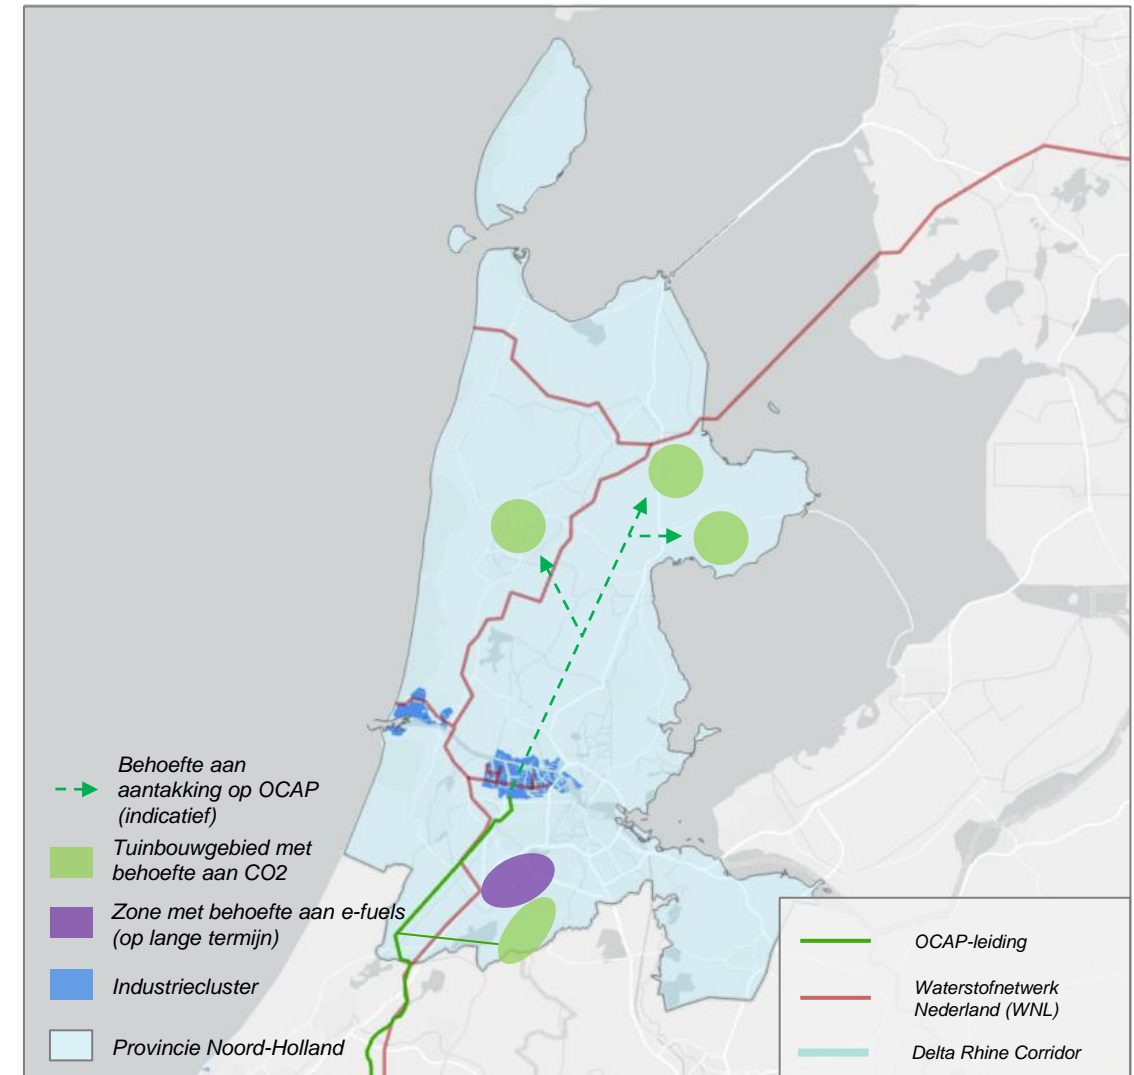 Behoefte aan
aantakking op OCAP
(indicatief)
Tuinbouwgebied met
behoefte aan CO2
Zone met behoefte aan e-fuels
(op lange termijn)
Industriecluster
Provincie Noord-Holland
OCAP-leiding
Waterstofnetwerk
Nederland (WNL)
Delta Rhine Corridor